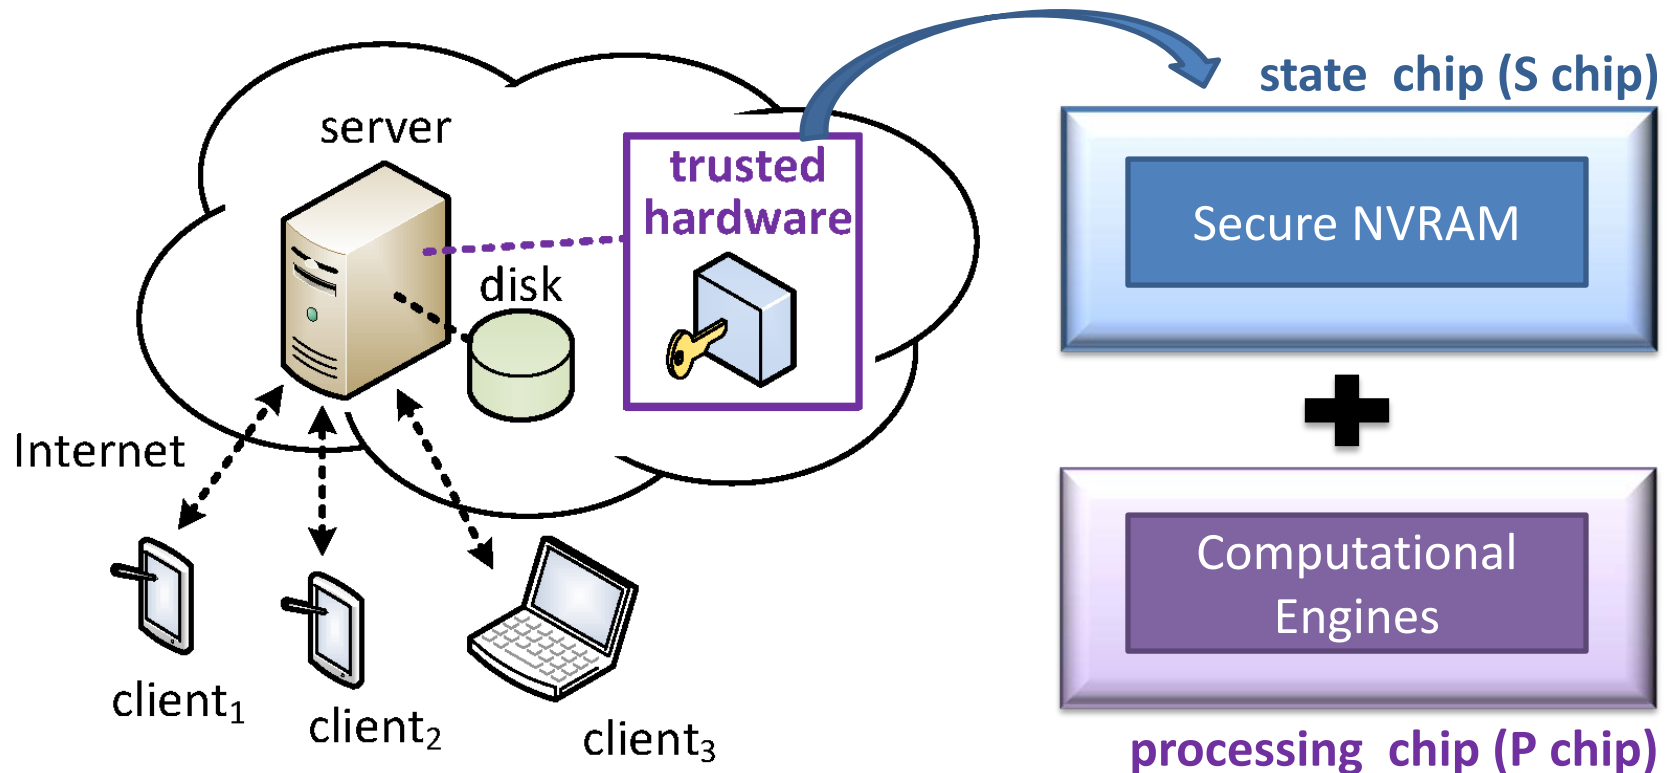 server
trusted
hardware
disk
Internet
client₁
client₂
client₃
state chip (S chip)
Secure NVRAM
Computational
Engines
processing chip (P chip)